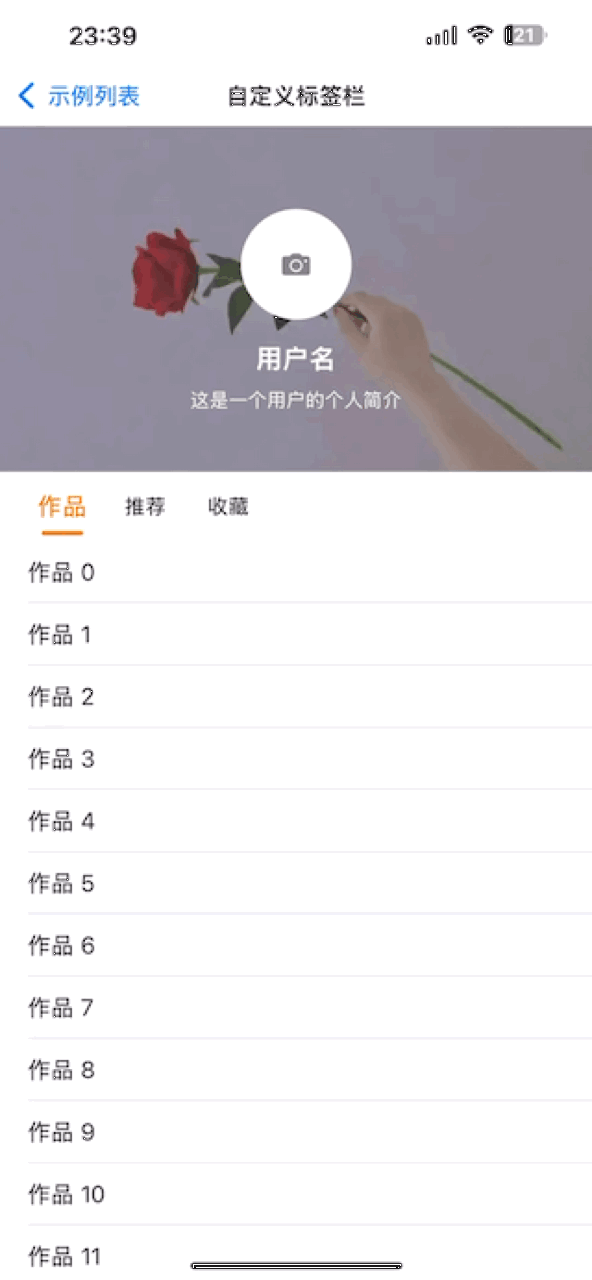 23:39
21
示例列表
自定义标签栏
用户名
这是一个用户的个人简介
作品 推荐 收藏
作品 0
作品 1
作品 2
作品 3
作品 4
作品 5
作品 6
作品 7
作品 8
作品 9
作品 10
作品 11